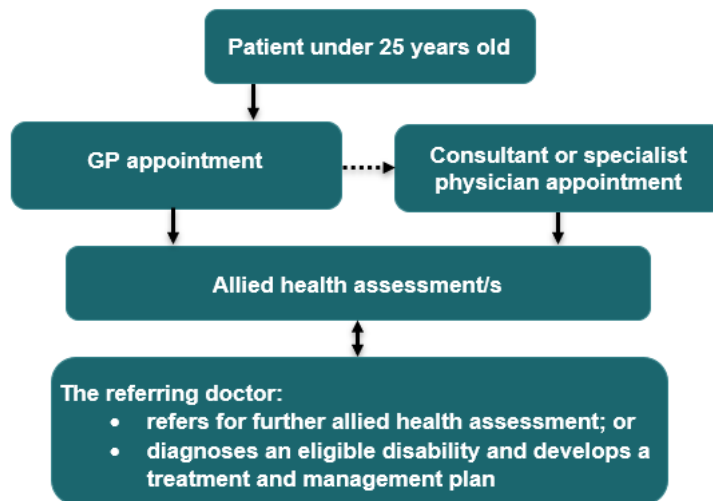 Patient under 25 years old
GP appointment
Consultant or specialist
physician appointment
Allied health assessment/s
The referring doctor:
• refers for further allied health assessment; or
• diagnoses an eligible disability and develops a
treatment and management plan